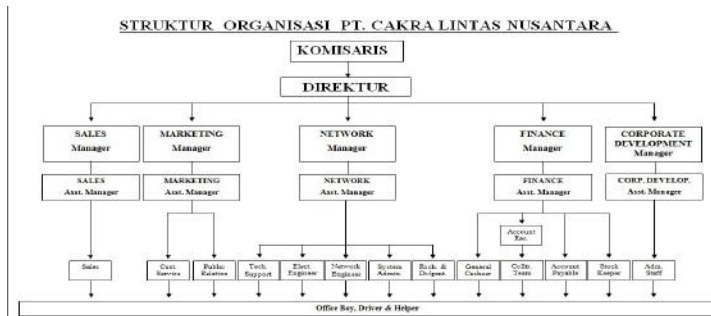 STRUKTUR ORGANISASI PT. CAKRA LINTAS NUSANTARA
KOMISARIS
DIREKTUR
SALES
Manager
MARKETING
Manager
NETWORK
Manager
FINANCE
Manager
CORPORATE
DEVELOPMENT
Manager
SALES
Asst. Manager
MARKETING
Asst. Manager
NETWORK
Asst. Manager
FINANCE
Asst. Manager
CORP. DEVELOP.
Asst. Manager
Account
Exc.
Sales
Cust.
Service
Public
Relation
Tech.
Support
Elect.
Engineer
Network
Engineer
System
Admin.
Rsch. &
General
Team
Account
Payable
Stock
Keeper
Adm.
Staff
Office Boy, Driver & Helper